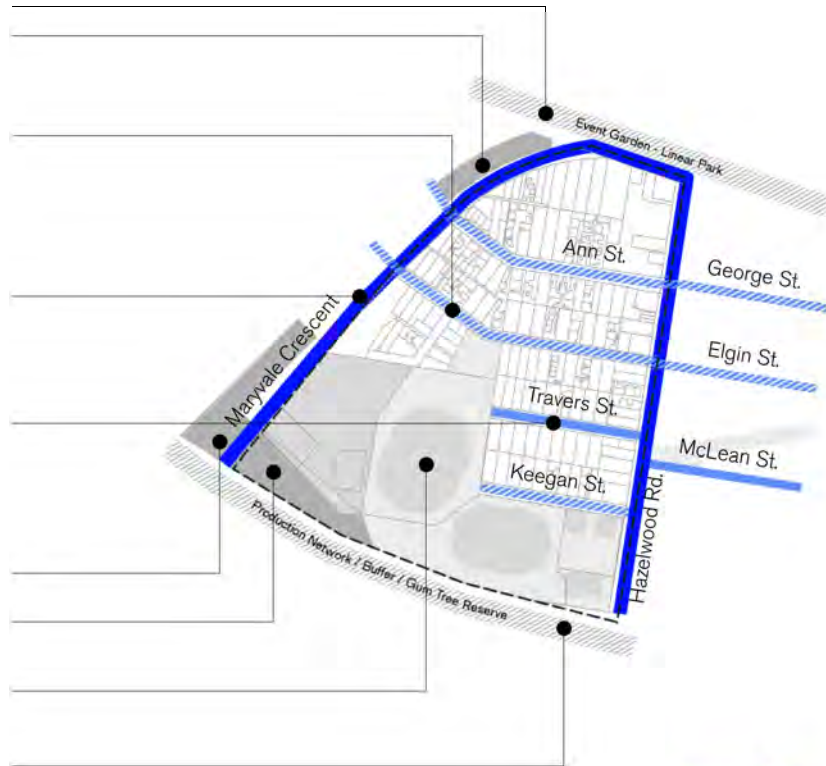 Event Garden - Linear Park
Ann St.
George St.
Elgin St.
Maryvale Crescent
Travers St.
McLean St.
Keegan St.
Hazelwood Rd.
Production Network / Buffer / Gum Tree Reserve